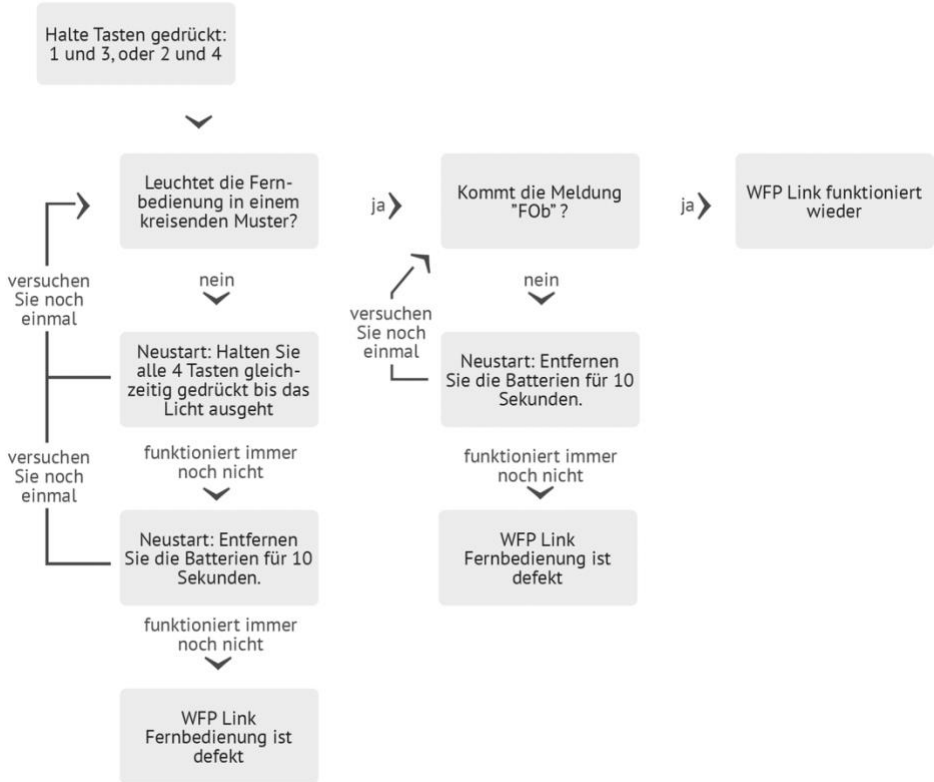 Halte Tasten gedrückt:
1 und 3, oder 2 und 4
Leuchtet die Fern-
bedienung in einem
kreisenden Muster?
ja
Kommt die Meldung
"FOb" ?
ja
WFP Link funktioniert
wieder
versuchen
Sie noch
einmal
nein
nein
versuchen
Sie noch
einmal
Neustart: Halten Sie
alle 4 Tasten gleich-
zeitig gedrückt bis das
Licht ausgeht
Neustart: Entfernen
Sie die Batterien für 10
Sekunden.
versuchen
Sie noch
einmal
funktioniert immer
noch nicht
funktioniert immer
noch nicht
Neustart: Entfernen
Sie die Batterien für 10
Sekunden.
WFP Link
Fernbedienung ist
defekt
funktioniert immer
noch nicht
WFP Link
Fernbedienung ist
defekt